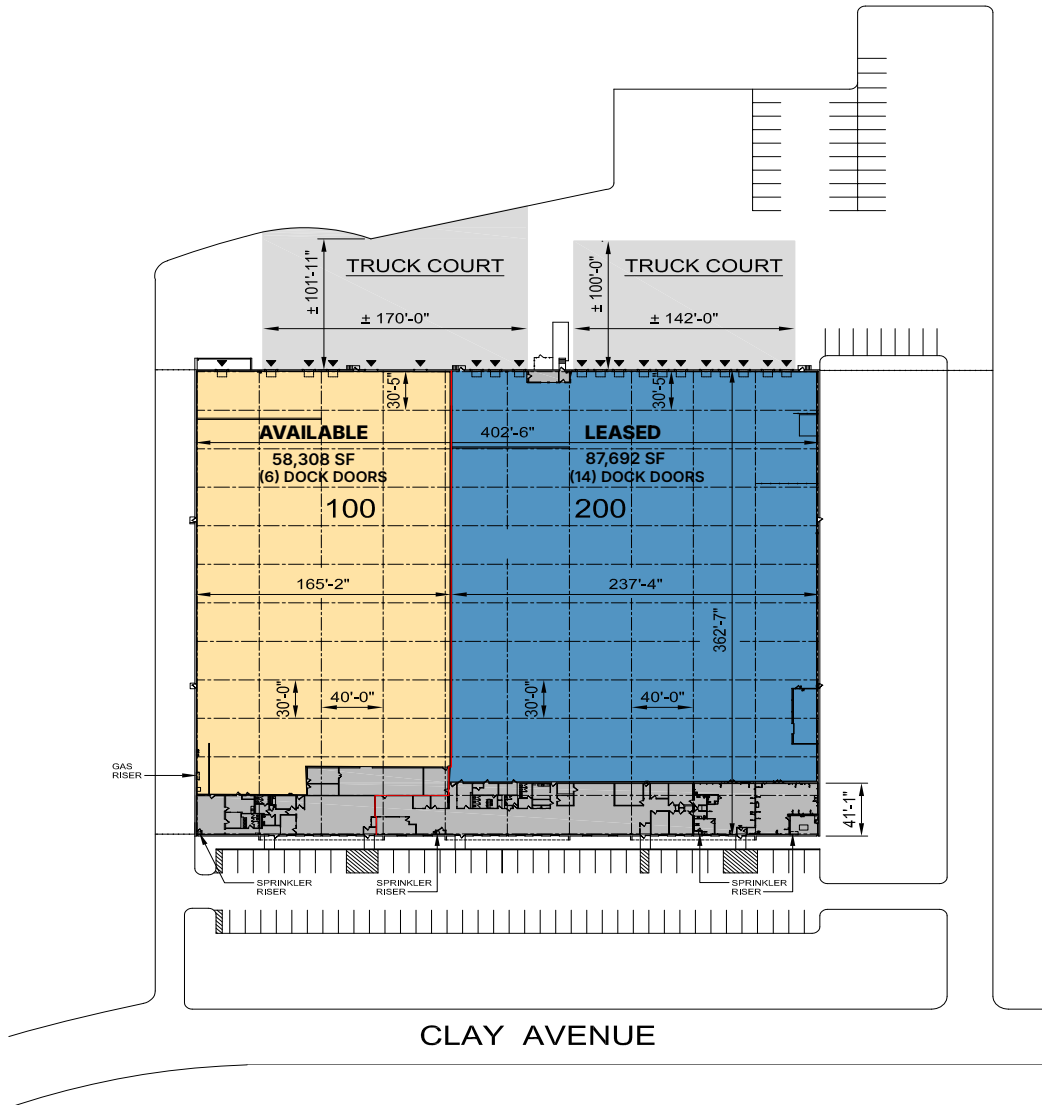 TRUCK COURT
TRUCK COURT
± 101'-11"
± 100'-0"
± 170'-0"
± 142'-0"
30'-5"
30'-5"
AVAILABLE
402'-6"
LEASED
58,308 SF
87,692 SF
(6) DOCK DOORS
(14) DOCK DOORS
100
200
165'-2"
237'-4"
362'-7"
30'-0"
40'-0"
30'-0"
40'-0"
GAS
RISER
41'-1"
SPRINKLER
RISER
SPRINKLER
RISER
SPRINKLER
RISER
CLAY AVENUE